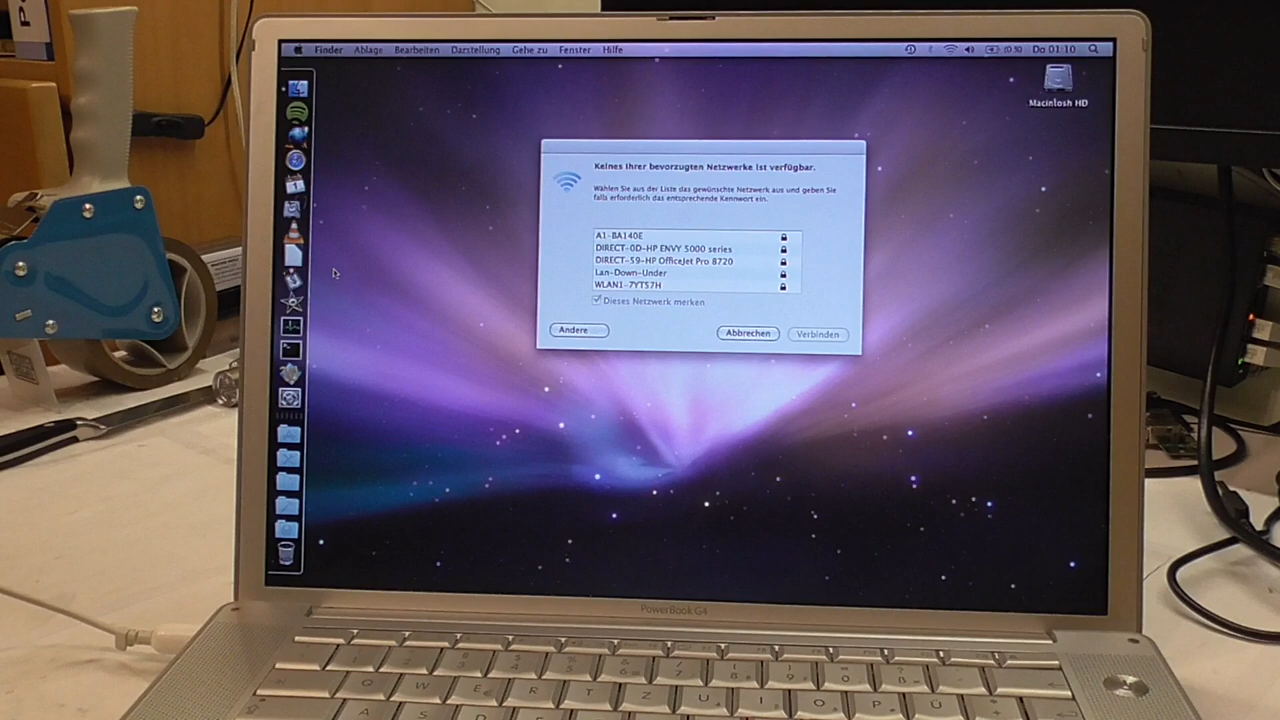 Finder Ablage Bearbeiten Darstellung Gehe zu Fenster Hilfe
(0:50) Do 01:10
Macintosh HD
Keines Ihrer bevorzugten Netzwerke ist verfügbar.
Wählen Sie aus der Liste das gewünschte Netzwerk aus und geben Sie
falls erforderlich das entsprechende Kennwort ein.
A1-BA140E
DIRECT-0D-HP ENVY 5000 series
DIRECT-59-HP OfficeJet Pro 8720
Lan-Down-Under
WLAN1-7YT57H
Dieses Netzwerk merken
Andere Abbrechen Verbinden
PowerBook G4
Q W E R T Z U I O P Ü
A S D